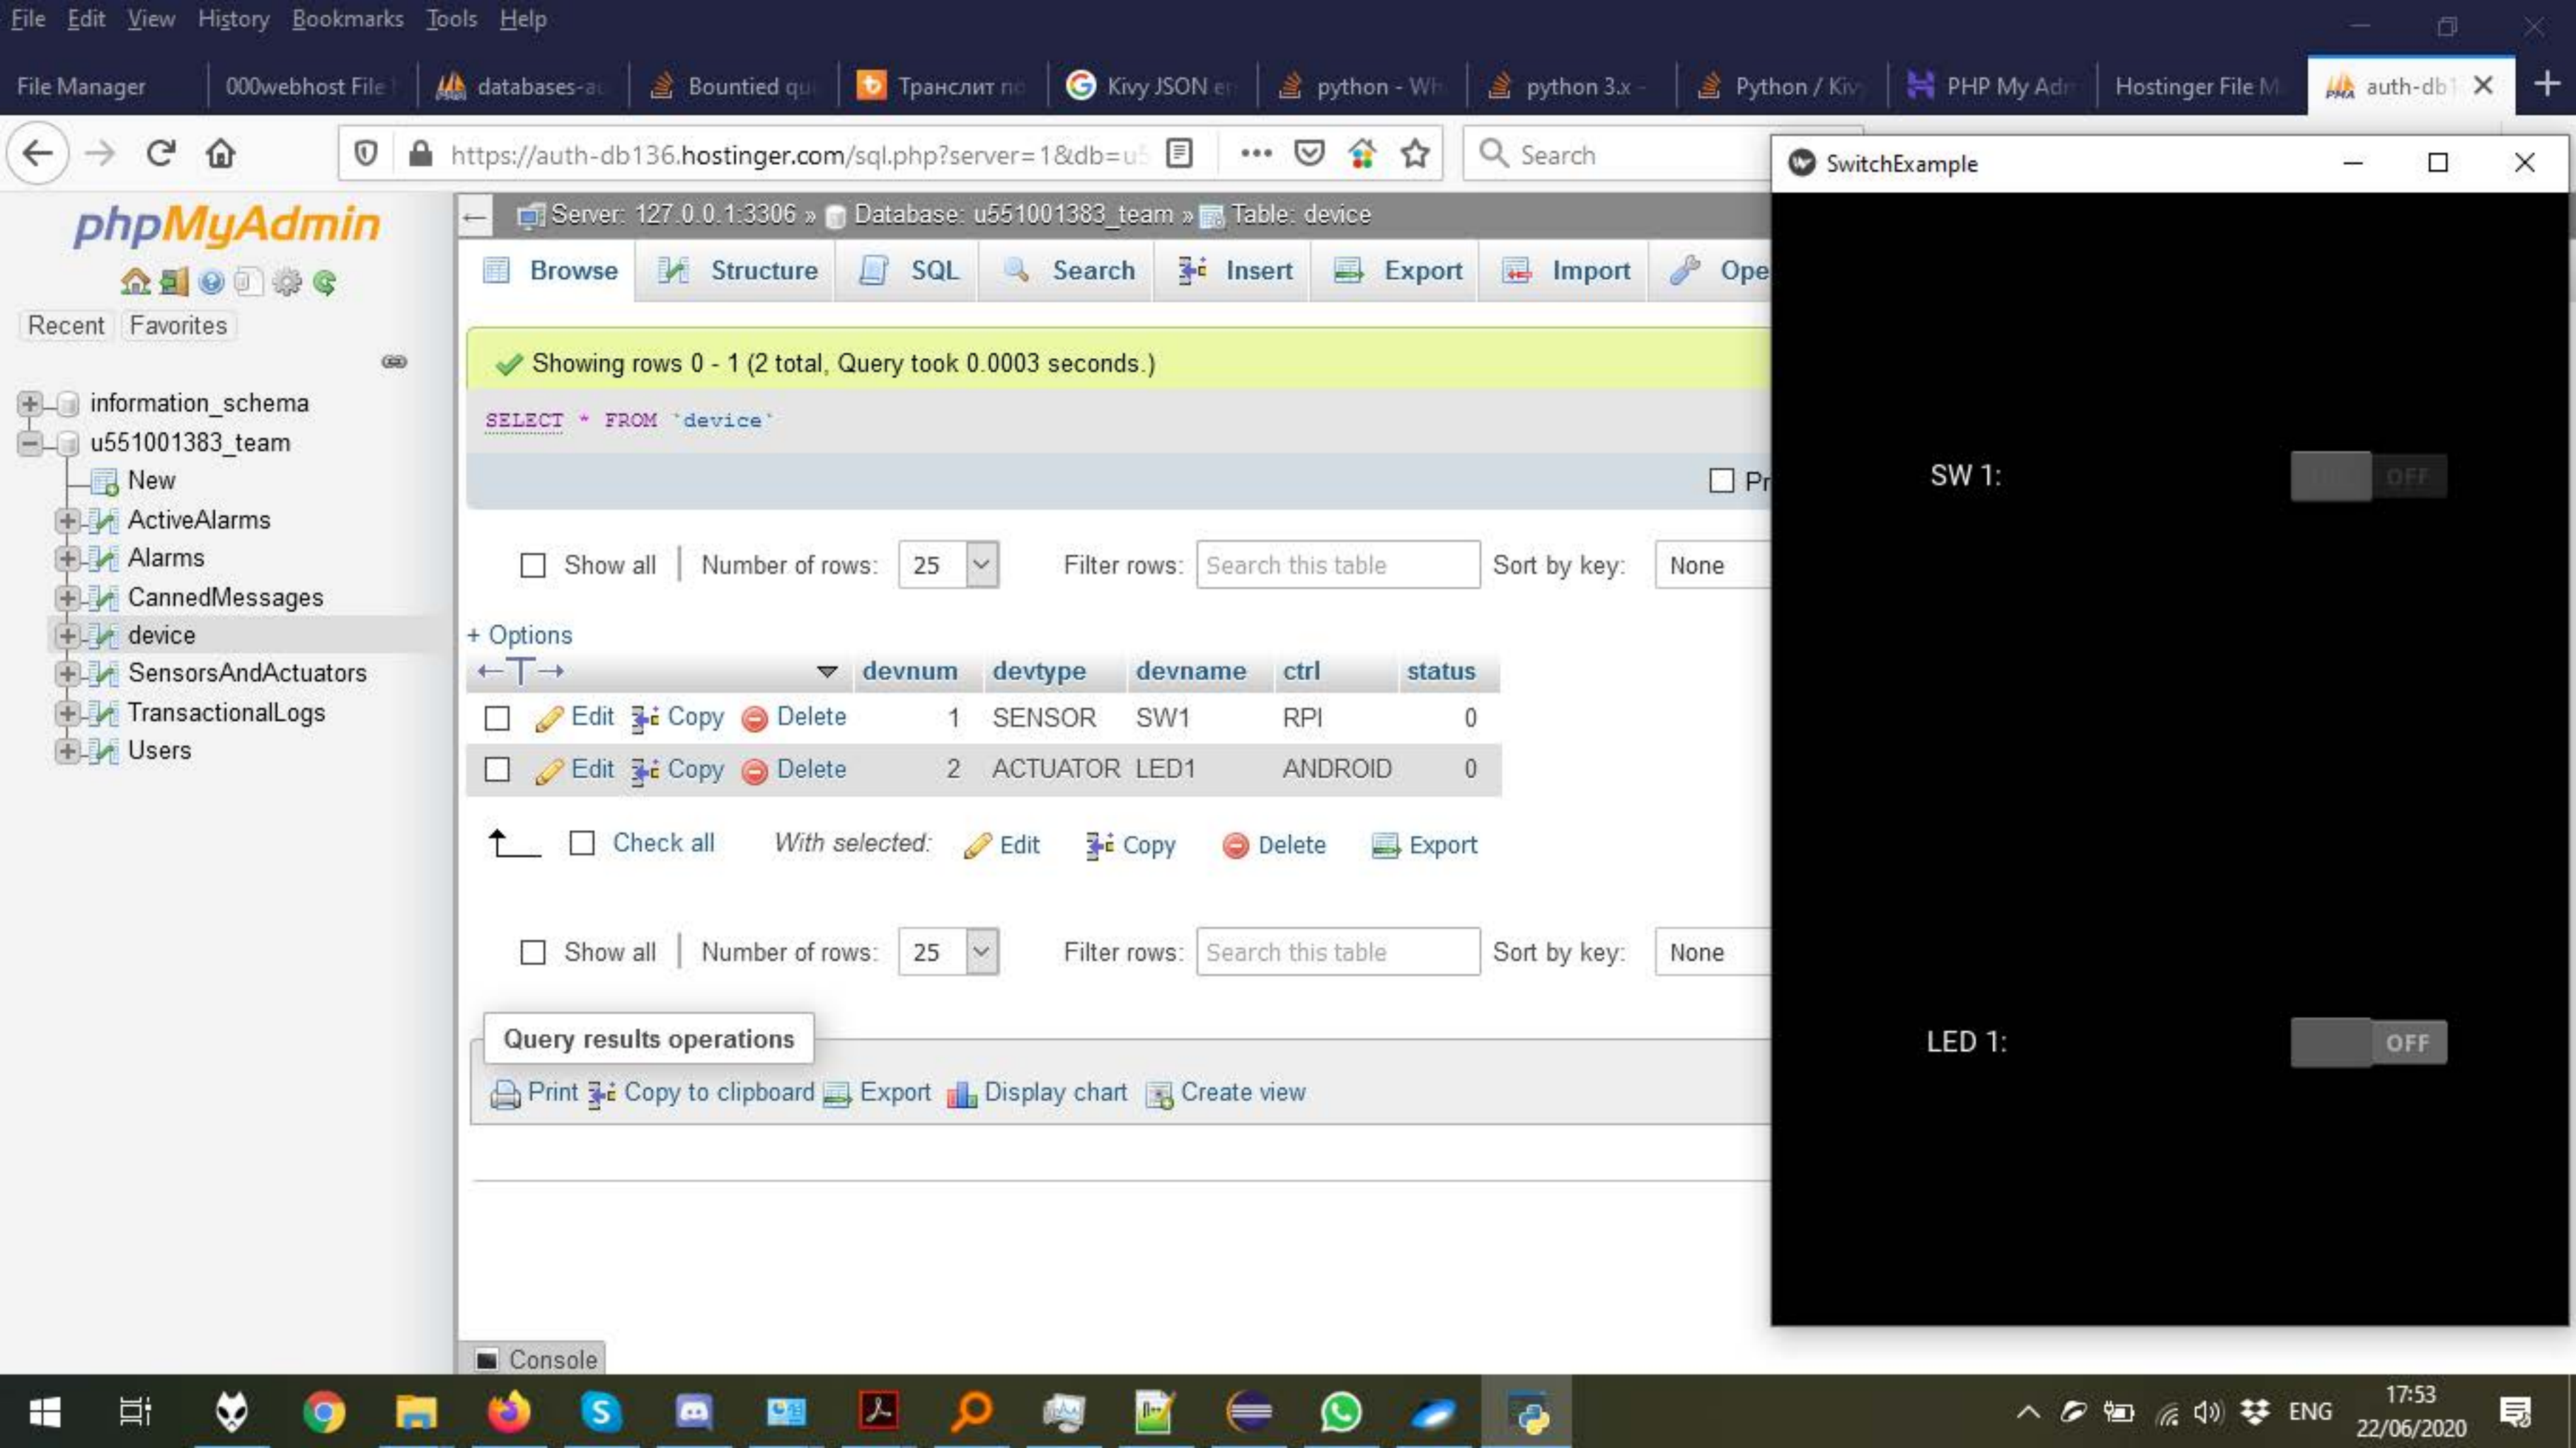 File Edit View History Bookmarks Tools Help
File Manager 000webhost File databases-a Bountied qu Транслит по Kivy JSON er python - Wh python 3.x - Python / Kiv PHP My Adm Hostinger File M auth-db1
https://auth-db136.hostinger.com/sql.php?server=1&db=u5 Search
SwitchExample
phpMyAdmin
Recent Favorites
information_schema
u551001383_team
New
ActiveAlarms
Alarms
CannedMessages
device
SensorsAndActuators
TransactionalLogs
Users
Server: 127.0.0.1:3306 » Database: u551001383_team » Table: device
Browse Structure SQL Search Insert Export Import Ope
Showing rows 0 - 1 (2 total, Query took 0.0003 seconds.)
SELECT * FROM `device`
Pr
Show all Number of rows: 25 Filter rows: Search this table Sort by key: None
+ Options
←T→ devnum devtype devname ctrl status
Edit Copy Delete 1 SENSOR SW1 RPI 0
Edit Copy Delete 2 ACTUATOR LED1 ANDROID 0
Check all With selected: Edit Copy Delete Export
Show all Number of rows: 25 Filter rows: Search this table Sort by key: None
Query results operations
Print Copy to clipboard Export Display chart Create view
Console
SW 1: OFF
LED 1: OFF
ENG 17:53
22/06/2020